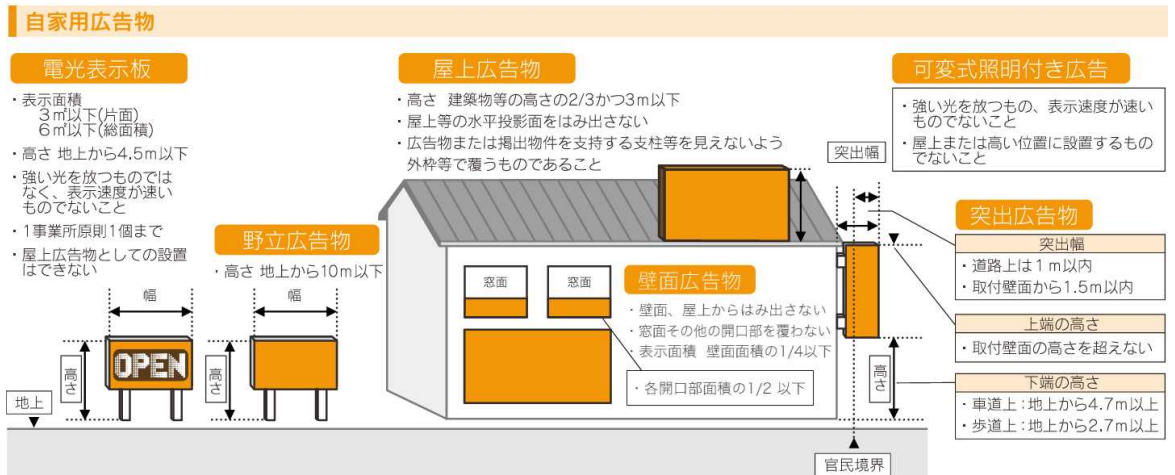 自家用広告物
電光表示板
・表示面積
3㎡以下(片面)
6㎡以下(総面積)
・高さ 地上から4.5m以下
・強い光を放つものでは
なく、表示速度が速い
ものでないこと
・1事業所原則1個まで
・屋上広告物としての設置
はできない
幅
高さ
OPEN
地上
野立広告物
・高さ 地上から10m以下
幅
高さ
屋上広告物
・高さ 建築物等の高さの2/3かつ3m以下
・屋上等の水平投影面をはみ出さない
・広告物または掲出物件を支持する支柱等を見えないよう
外枠等で覆うものであること
窓面
窓面
壁面広告物
・壁面、屋上からはみ出さない
・窓面その他の開口部を覆わない
・表示面積 壁面面積の1/4以下
・各開口部面積の1/2 以下
可変式照明付き広告
・強い光を放つもの、表示速度が速い
ものでないこと
・屋上または高い位置に設置するもの
でないこと
突出幅
突出広告物
突出幅
・道路上は1m以内
・取付壁面から1.5m以内
上端の高さ
・取付壁面の高さを超えない
下端の高さ
・車道上:地上から4.7m以上
・歩道上:地上から2.7m以上
高さ
官民境界